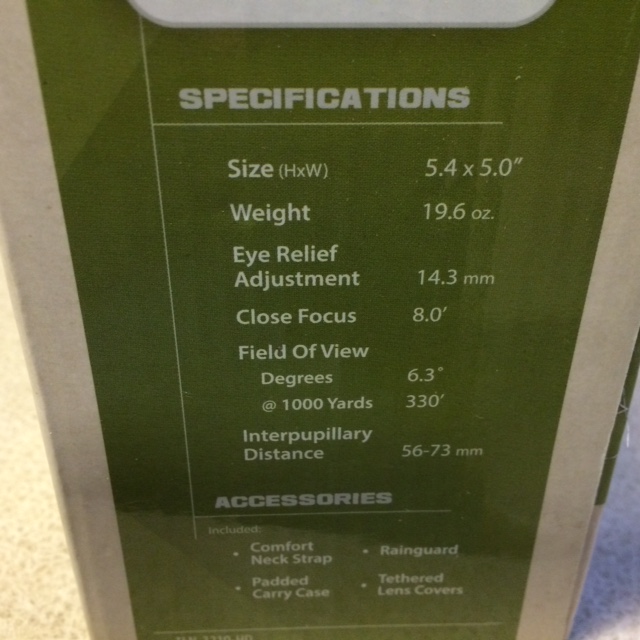 SPECIFICATIONS
Size (HxW) 5.4 x 5.0"
Weight 19.6 oz.
Eye Relief
Adjustment 14.3 mm
Close Focus 8.0'
Field Of View
Degrees 6.3°
@ 1000 Yards 330'
Interpupillary
Distance 56-73 mm
ACCESSORIES
Included:
• Comfort
Neck Strap
• Rainguard
• Padded
Carry Case
• Tethered
Lens Covers